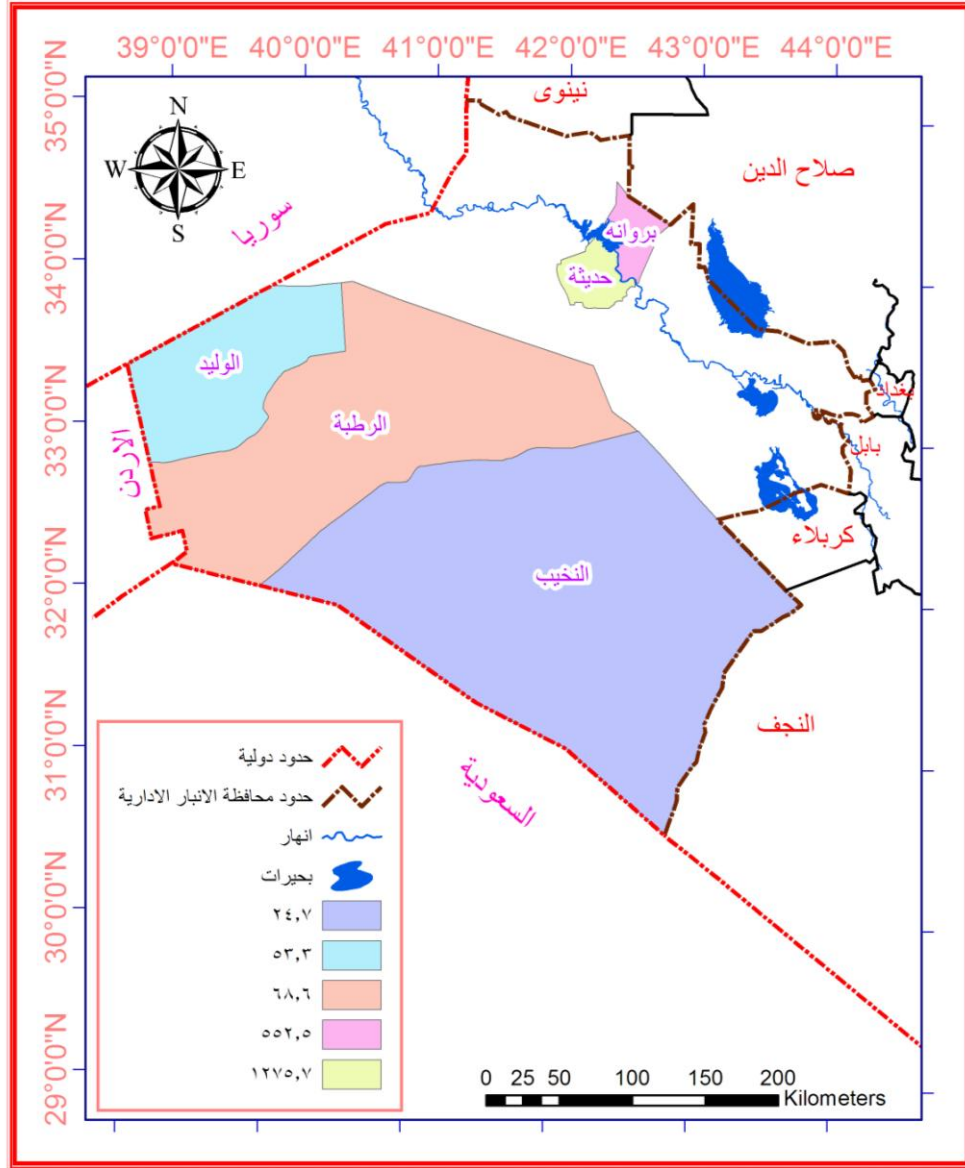 39°0'0"E 40°0'0"E 41°0'0"E 42°0'0"E 43°0'0"E 44°0'0"E
35°0'0"N
34°0'0"N
33°0'0"N
32°0'0"N
31°0'0"N
30°0'0"N
29°0'0"N
N
W E
S
نينوى
صلاح الدين
سوريا
بروانه
حديثة
الوليد
بغداد
الرطبة
بابل
الاردن
كربلاء
النخيب
النجف
السعودية
حدود دولية
حدود محافظة الانبار الادارية
انهار
بحيرات
٢٤,٧
٥٣,٣
٦٨,٦
٥٥٢,٥
١٢٧٥,٧
0 25 50 100 150 200
Kilometers